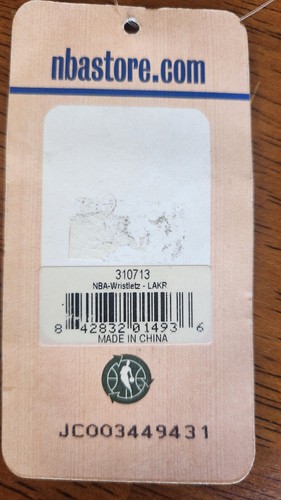 nbastore.com
310713
NBA-Wristletz - LAKR
8 42832 01493 6
MADE IN CHINA
JC003449431